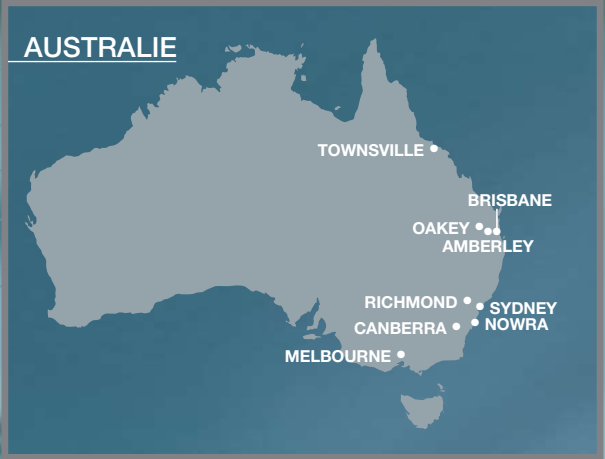 AUSTRALIE
TOWNSVILLE
BRISBANE
OAKEY
AMBERLEY
RICHMOND
SYDNEY
NOWRA
CANBERRA
MELBOURNE